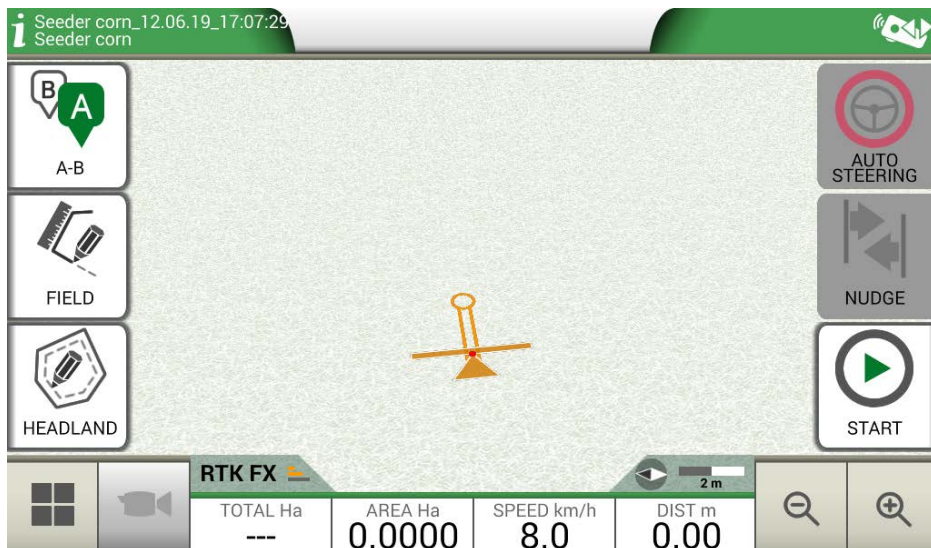 Seeder corn_12.06.19_17:07:29
Seeder corn
B
A
A-B
AUTO
STEERING
FIELD
NUDGE
HEADLAND
START
RTK FX
2 m
TOTAL Ha
AREA Ha
SPEED km/h
DIST m
---
0.0000
8.0
0.00